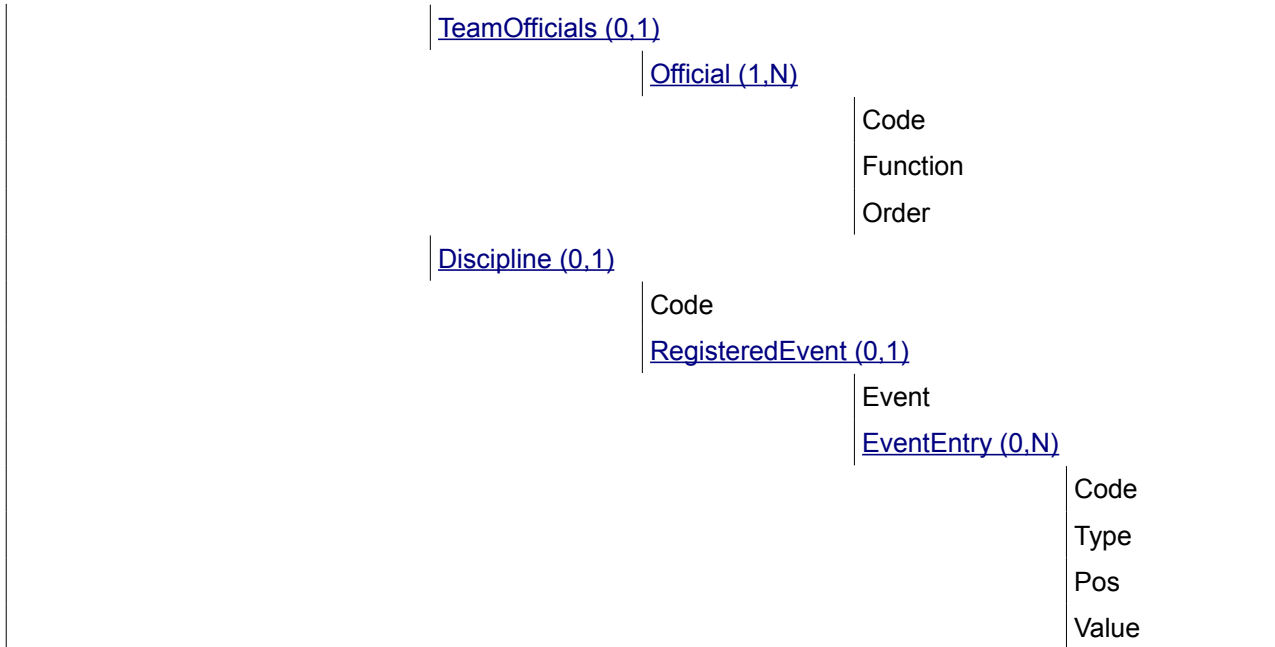 TeamOfficials (0,1)
Official (1,N)
Code
Function
Order
Discipline (0,1)
Code
RegisteredEvent (0,1)
Event
EventEntry (0,N)
Code
Type
Pos
Value